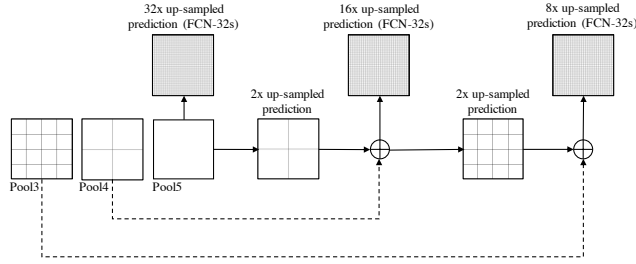 32x up-sampled
prediction (FCN-32s)
16x up-sampled
prediction (FCN-32s)
8x up-sampled
prediction (FCN-32s)
2x up-sampled
prediction
2x up-sampled
prediction
Pool3
Pool4
Pool5